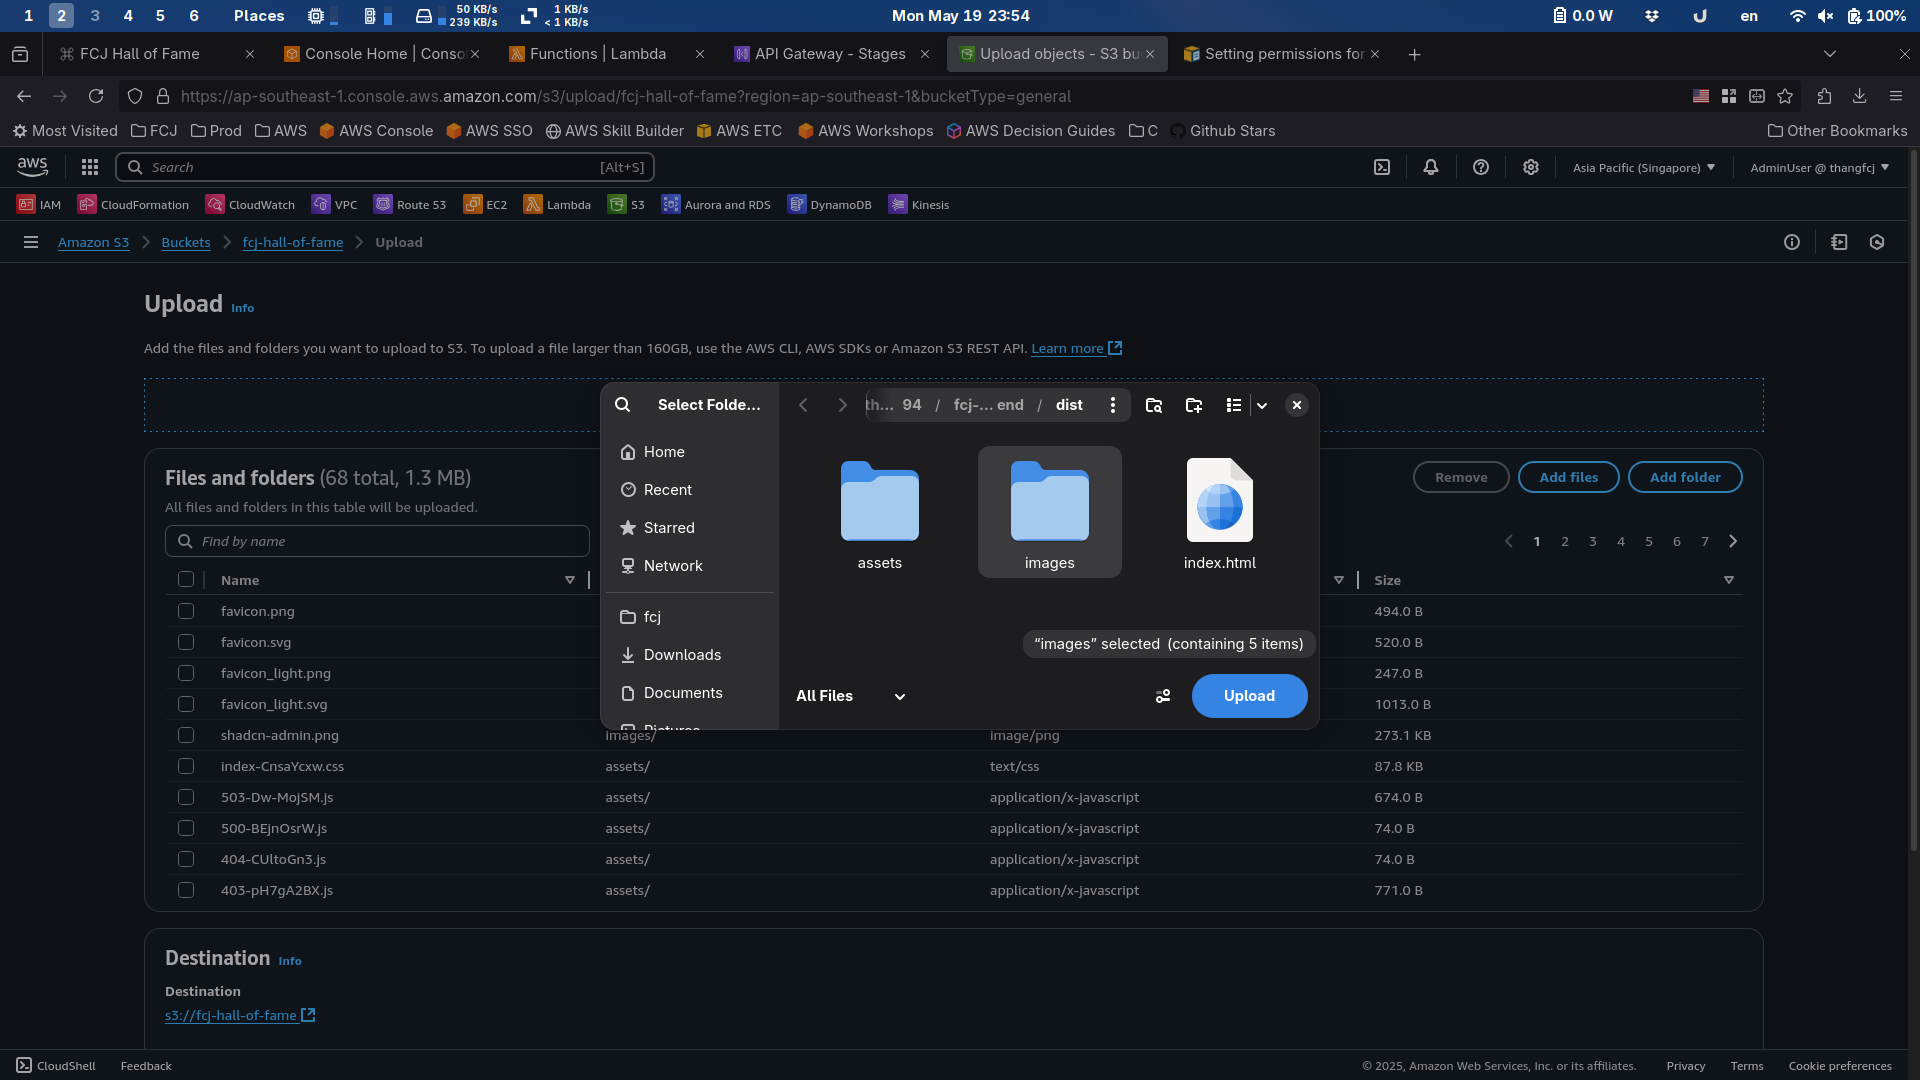 1 2 3 4 5 6 Places 50 KB/s 239 KB/s 1 KB/s < 1 KB/s Mon May 19 23:54 0.0 W en 100%
FCJ Hall of Fame Console Home | Conso Functions | Lambda API Gateway - Stages Upload objects - S3 bu Setting permissions for
https://ap-southeast-1.console.aws.amazon.com/s3/upload/fcj-hall-of-fame?region=ap-southeast-1&bucketType=general
Most Visited FCJ Prod AWS AWS Console AWS SSO AWS Skill Builder AWS ETC AWS Workshops AWS Decision Guides C Github Stars Other Bookmarks
aws Search [Alt+S] Asia Pacific (Singapore) AdminUser @ thangfcj
IAM CloudFormation CloudWatch VPC Route 53 EC2 Lambda S3 Aurora and RDS DynamoDB Kinesis
Amazon S3 Buckets fcj-hall-of-fame Upload
Upload Info
Add the files and folders you want to upload to S3. To upload a file larger than 160GB, use the AWS CLI, AWS SDKs or Amazon S3 REST API. Learn more
Select Folde... th... 94 / fcj-... end / dist
Home
Recent
Starred
Network
fcj
Downloads
Documents
Pictures
assets images index.html
“images” selected (containing 5 items)
All Files Upload
Files and folders (68 total, 1.3 MB) Remove Add files Add folder
All files and folders in this table will be uploaded.
Find by name 1 2 3 4 5 6 7
Name Size
favicon.png 494.0 B
favicon.svg 520.0 B
favicon_light.png 247.0 B
favicon_light.svg 1013.0 B
shadcn-admin.png images/ image/png 273.1 KB
index-CnsaYcxw.css assets/ text/css 87.8 KB
503-Dw-MojSM.js assets/ application/x-javascript 674.0 B
500-BEjnOsrW.js assets/ application/x-javascript 74.0 B
404-CUltoGn3.js assets/ application/x-javascript 74.0 B
403-pH7gA2BX.js assets/ application/x-javascript 771.0 B
Destination Info
Destination
s3://fcj-hall-of-fame
CloudShell Feedback © 2025, Amazon Web Services, Inc. or its affiliates. Privacy Terms Cookie preferences